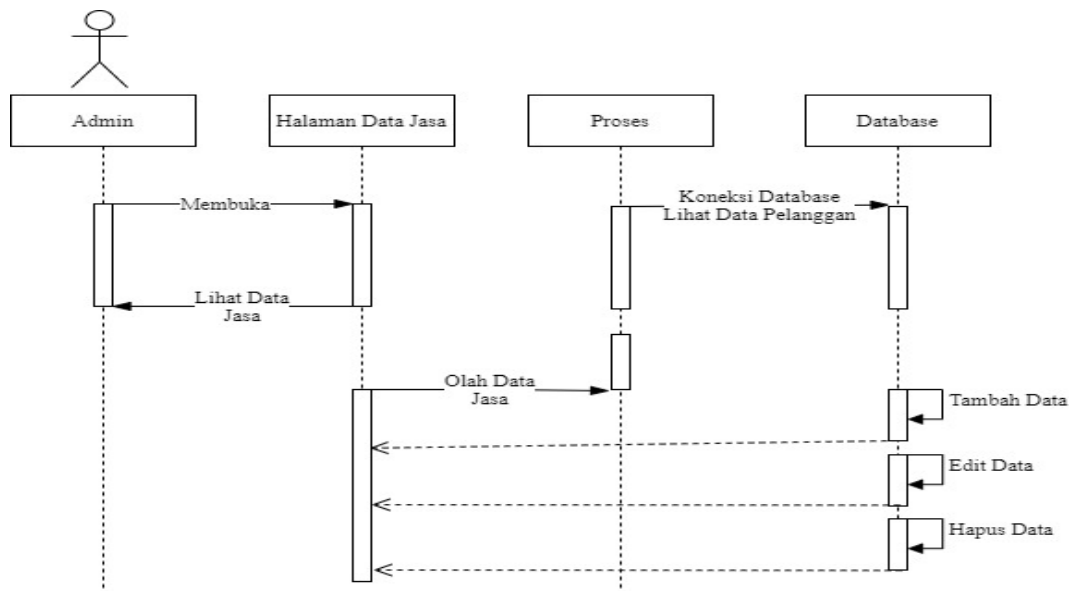 Admin
Halaman Data Jasa
Proses
Database
Membuka
Koneksi Database
Lihat Data Pelanggan
Lihat Data
Jasa
Olah Data
Jasa
Tambah Data
Edit Data
Hapus Data